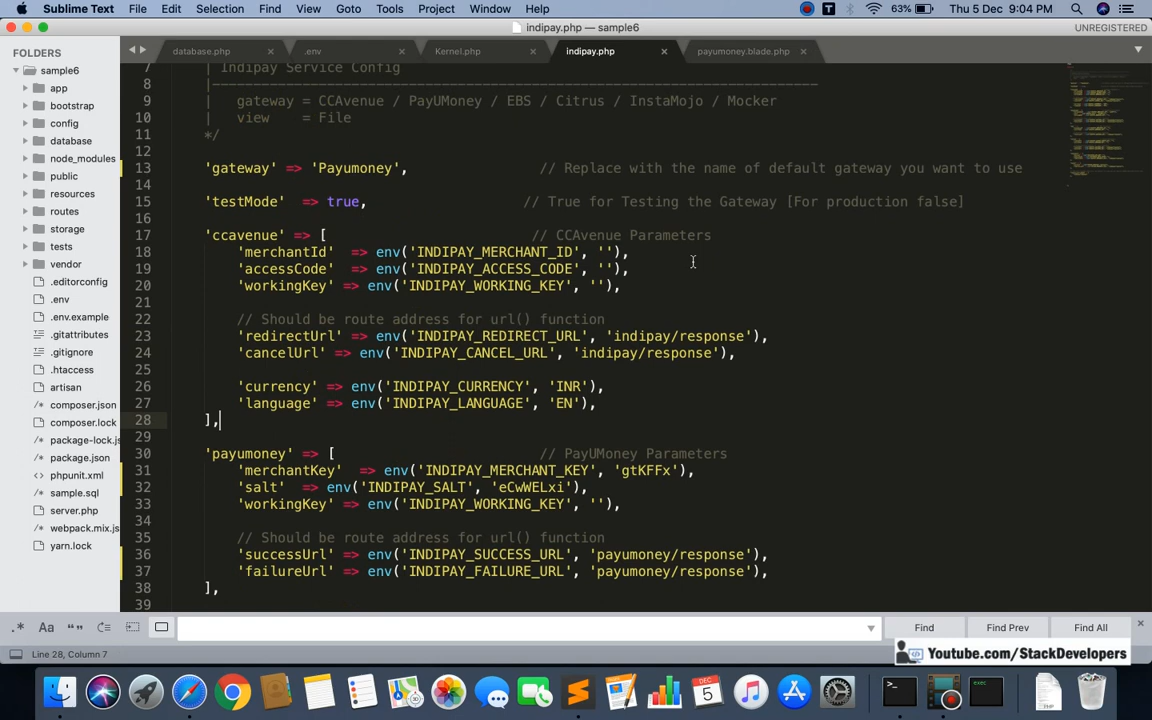 Sublime Text File Edit Selection Find View Goto Tools Project Window Help 63% Thu 5 Dec 9:04 PM
indipay.php — sample6 UNREGISTERED
FOLDERS
sample6
app
bootstrap
config
database
node_modules
public
resources
routes
storage
tests
vendor
.editorconfig
.env
.env.example
.gitattributes
.gitignore
.htaccess
artisan
composer.json
composer.lock
package-lock.js
package.json
phpunit.xml
sample.sql
server.php
webpack.mix.js
yarn.lock
database.php .env Kernel.php indipay.php payumoney.blade.php
7 | Indipay Service Config
8 |--------------------------------------------------------------------------
9 | gateway = CCAvenue / PayUMoney / EBS / Citrus / InstaMojo / Mocker
10 | view = File
11 */
12
13 'gateway' => 'Payumoney', // Replace with the name of default gateway you want to use
14
15 'testMode' => true, // True for Testing the Gateway [For production false]
16
17 'ccavenue' => [ // CCAvenue Parameters
18 'merchantId' => env('INDIPAY_MERCHANT_ID', ''),
19 'accessCode' => env('INDIPAY_ACCESS_CODE', ''),
20 'workingKey' => env('INDIPAY_WORKING_KEY', ''),
21
22 // Should be route address for url() function
23 'redirectUrl' => env('INDIPAY_REDIRECT_URL', 'indipay/response'),
24 'cancelUrl' => env('INDIPAY_CANCEL_URL', 'indipay/response'),
25
26 'currency' => env('INDIPAY_CURRENCY', 'INR'),
27 'language' => env('INDIPAY_LANGUAGE', 'EN'),
28 ],
29
30 'payumoney' => [ // PayUMoney Parameters
31 'merchantKey' => env('INDIPAY_MERCHANT_KEY', 'gtKFFx'),
32 'salt' => env('INDIPAY_SALT', 'eCwWELxi'),
33 'workingKey' => env('INDIPAY_WORKING_KEY', ''),
34
35 // Should be route address for url() function
36 'successUrl' => env('INDIPAY_SUCCESS_URL', 'payumoney/response'),
37 'failureUrl' => env('INDIPAY_FAILURE_URL', 'payumoney/response'),
38 ],
39
.* Aa “” Find Find Prev Find All
Line 28, Column 7
Youtube.com/StackDevelopers
DEC
5